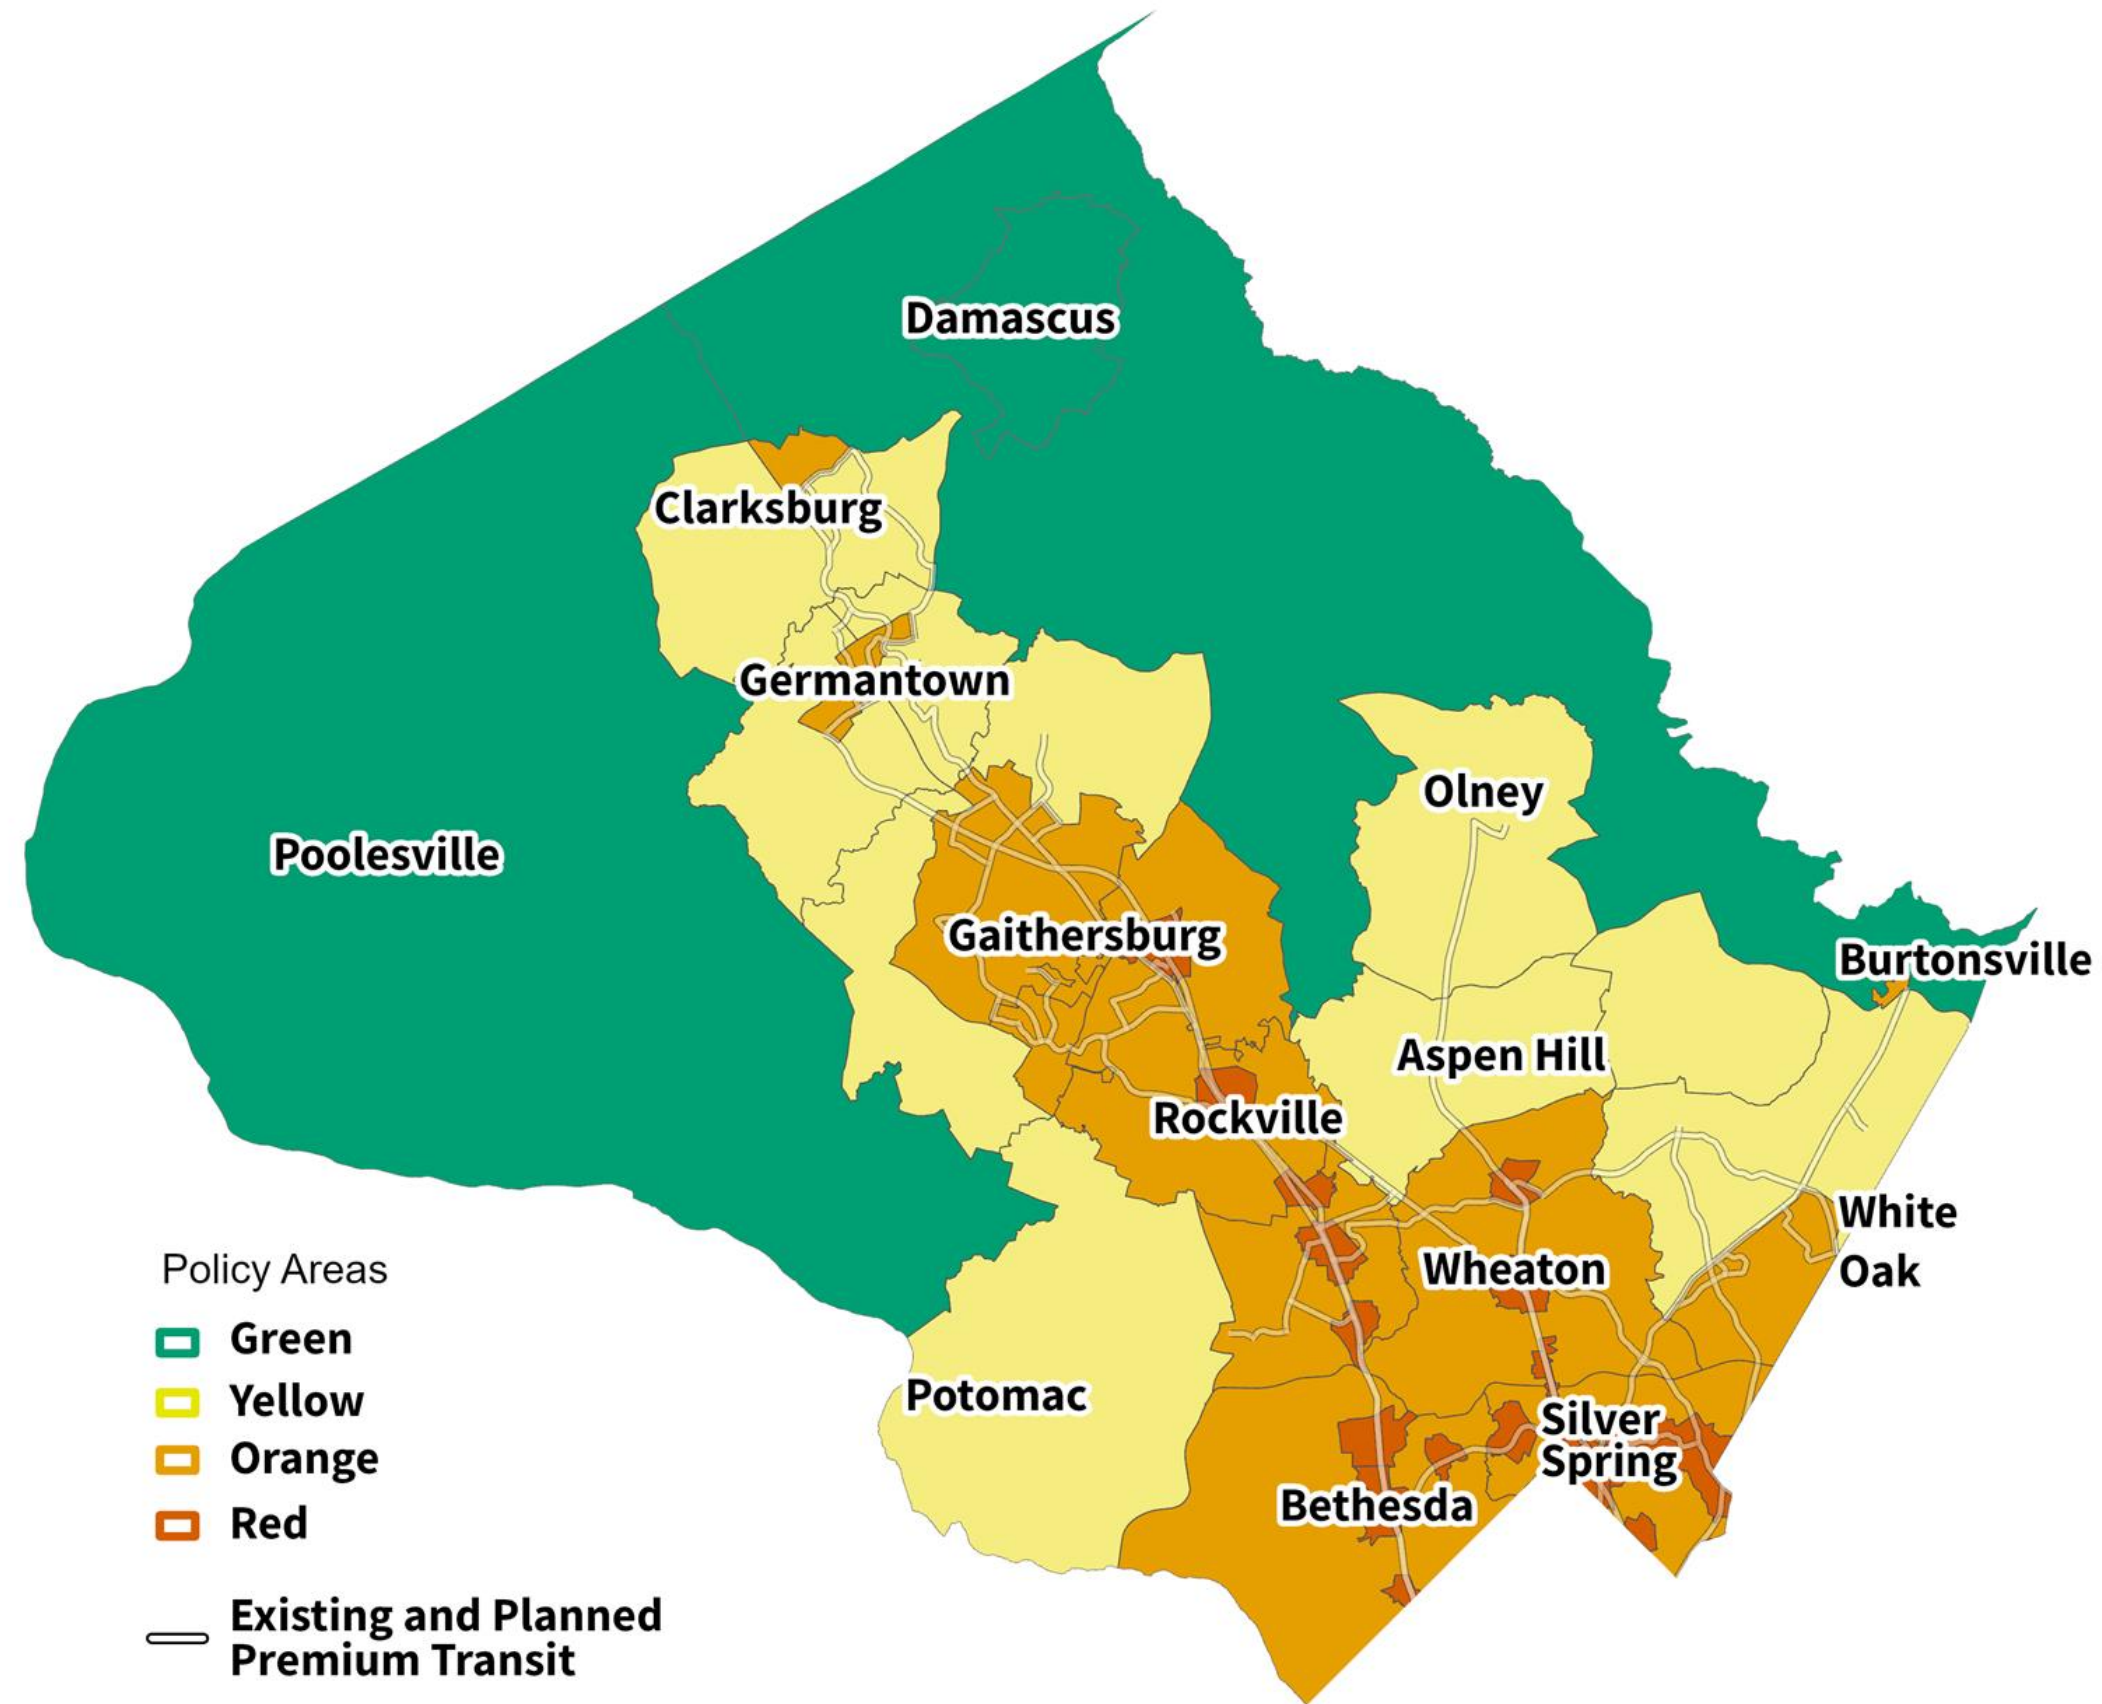 Damascus
Clarksburg
Germantown
Olney
Poolesville
Gaithersburg
Burtonsville
Aspen Hill
Rockville
White
Oak
Wheaton
Potomac
Silver
Spring
Bethesda
Policy Areas
Green
Yellow
Orange
Red
Existing and Planned
Premium Transit